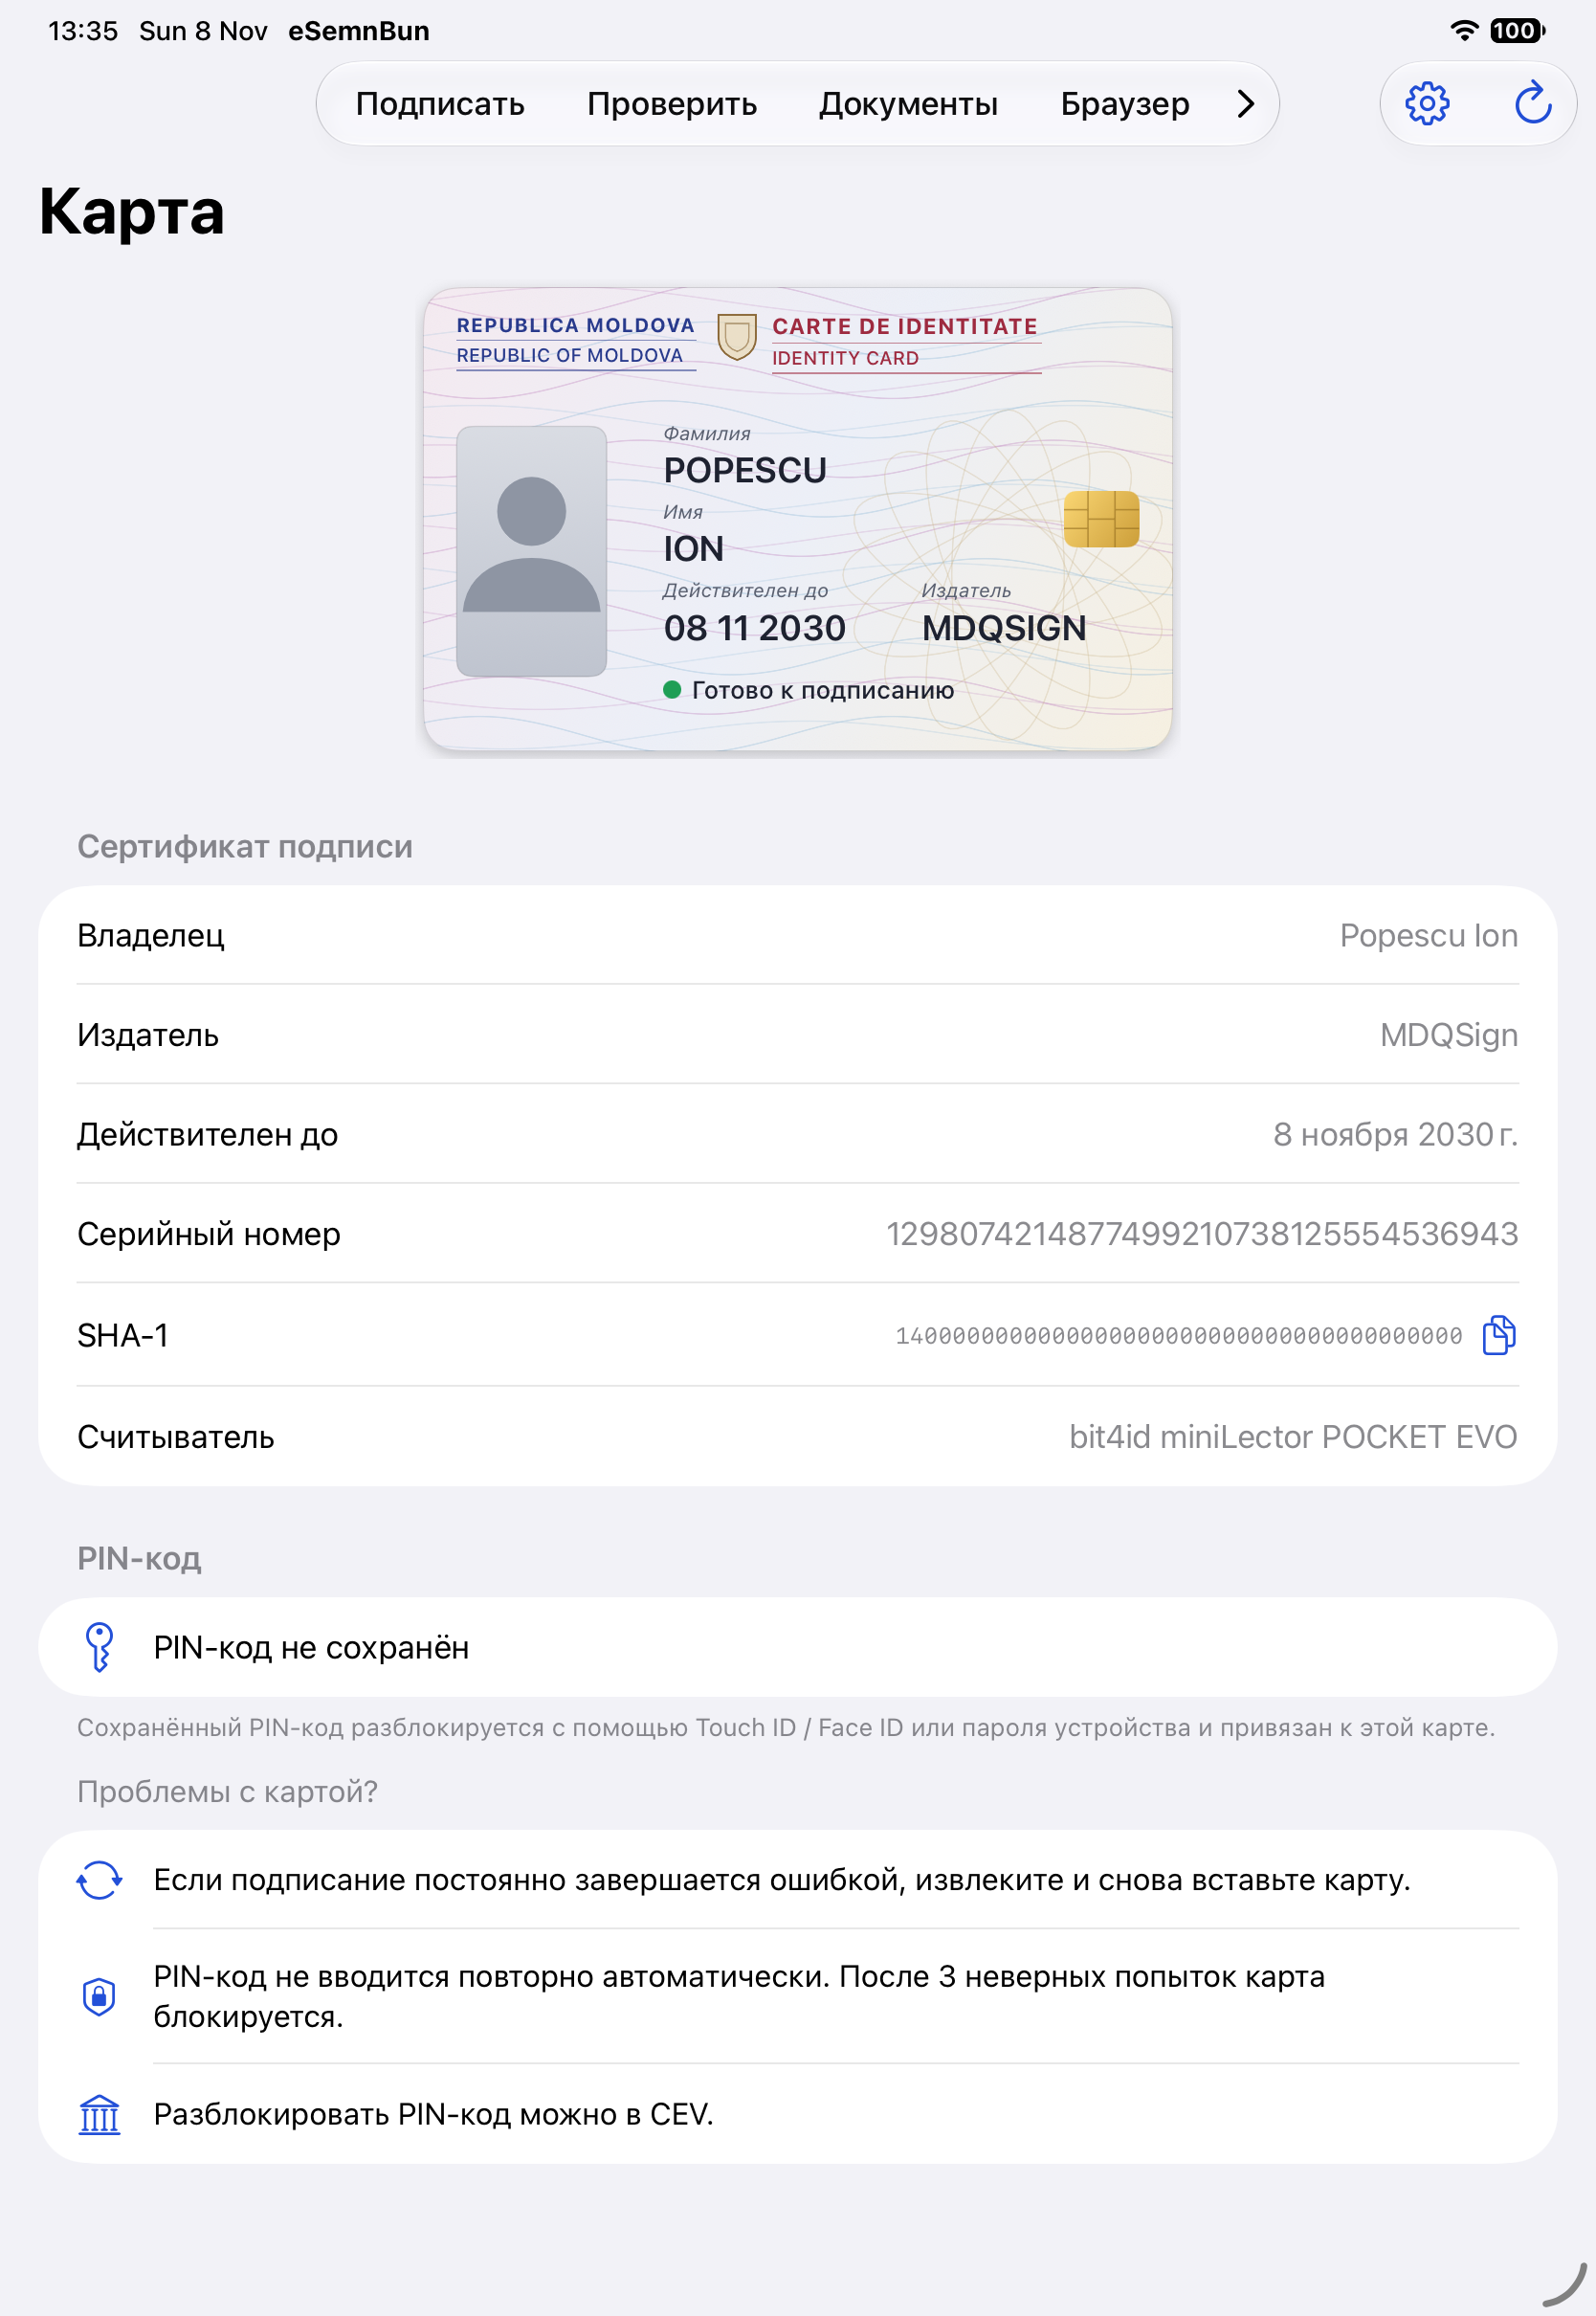 13:35 Sun 8 Nov eSemnBun 100
Подписать Проверить Документы Браузер
Карта
REPUBLICA MOLDOVA CARTE DE IDENTITATE
REPUBLIC OF MOLDOVA IDENTITY CARD
Фамилия
POPESCU
Имя
ION
Действителен до Издатель
08 11 2030 MDQSIGN
Готово к подписанию
Сертификат подписи
Владелец Popescu Ion
Издатель MDQSign
Действителен до 8 ноября 2030 г.
Серийный номер 1298074214877499210738125554536943
SHA-1 1400000000000000000000000000000000000000
Считыватель bit4id miniLector POCKET EVO
PIN-код
PIN-код не сохранён
Сохранённый PIN-код разблокируется с помощью Touch ID / Face ID или пароля устройства и привязан к этой карте.
Проблемы с картой?
Если подписание постоянно завершается ошибкой, извлеките и снова вставьте карту.
PIN-код не вводится повторно автоматически. После 3 неверных попыток карта
блокируется.
Разблокировать PIN-код можно в CEV.